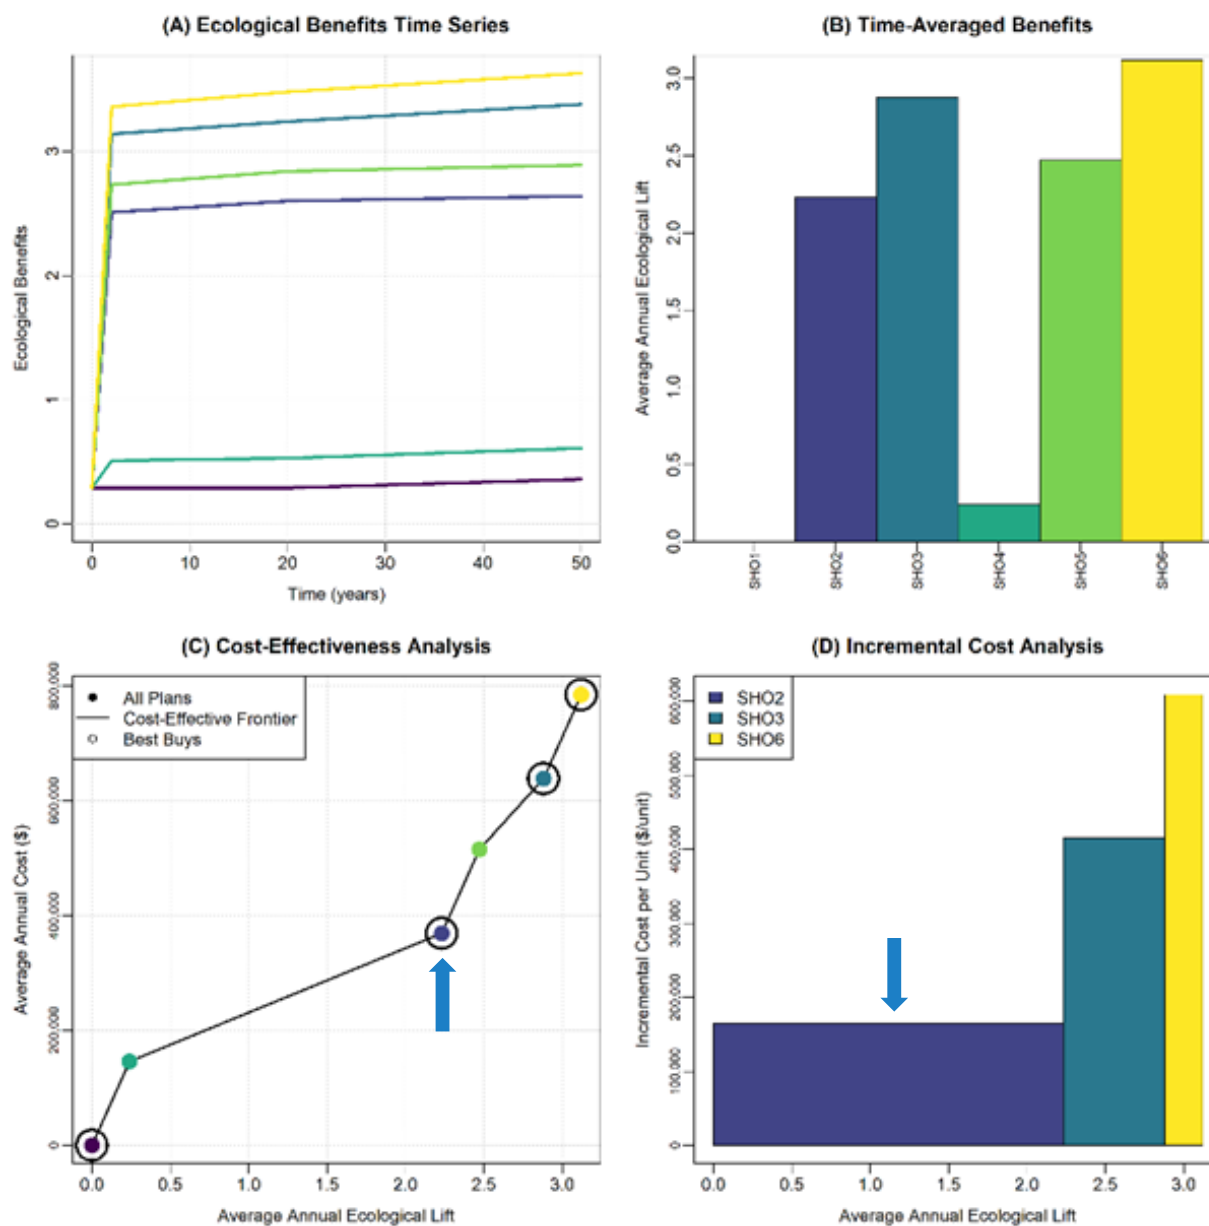 (A) Ecological Benefits Time Series
Ecological Benefits
3
2
1
0
0 10 20 30 40 50
Time (years)
(B) Time-Averaged Benefits
Average Annual Ecological Lift
3.0
2.5
2.0
1.5
1.0
0.5
0.0
SHO1 SHO2 SHO3 SHO4 SHO5 SHO6
(C) Cost-Effectiveness Analysis
All Plans
Cost-Effective Frontier
Best Buys
Average Annual Cost ($)
800,000
600,000
400,000
200,000
0
0.0 0.5 1.0 1.5 2.0 2.5 3.0
Average Annual Ecological Lift
(D) Incremental Cost Analysis
SHO2
SHO3
SHO6
Incremental Cost per Unit ($/unit)
600,000
500,000
400,000
300,000
200,000
100,000
0
0.0 0.5 1.0 1.5 2.0 2.5 3.0
Average Annual Ecological Lift